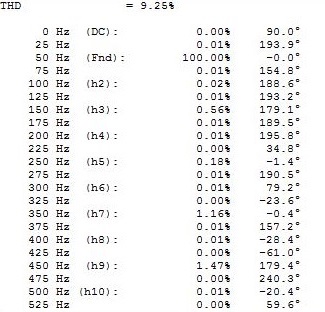 THD = 9.25%
0 Hz (DC): 0.00% 90.0°
25 Hz 0.01% 193.9°
50 Hz (Fnd): 100.00% -0.0°
75 Hz 0.01% 154.8°
100 Hz (h2): 0.02% 188.6°
125 Hz 0.01% 193.2°
150 Hz (h3): 0.56% 179.1°
175 Hz 0.01% 189.5°
200 Hz (h4): 0.01% 195.8°
225 Hz 0.00% 34.8°
250 Hz (h5): 0.18% -1.4°
275 Hz 0.01% 190.5°
300 Hz (h6): 0.01% 79.2°
325 Hz 0.00% -23.6°
350 Hz (h7): 1.16% -0.4°
375 Hz 0.01% 157.2°
400 Hz (h8): 0.01% -28.4°
425 Hz 0.00% -61.0°
450 Hz (h9): 1.47% 179.4°
475 Hz 0.00% 240.3°
500 Hz (h10): 0.01% -20.4°
525 Hz 0.00% 59.6°